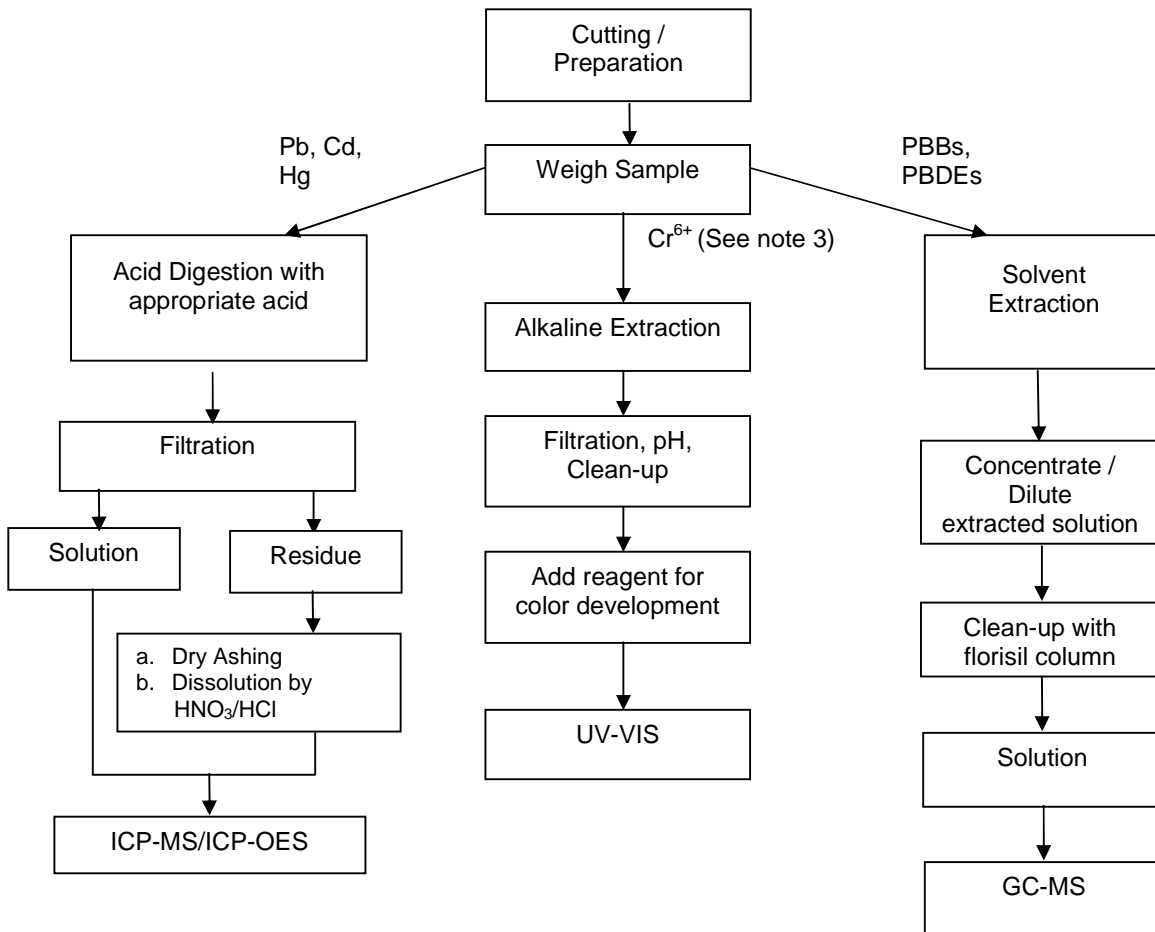 Cutting /
Preparation
Pb, Cd,
Hg
Weigh Sample
PBBs,
PBDEs
Cr⁶⁺ (See note 3)
Acid Digestion with
appropriate acid
Filtration
Solution
Residue
a. Dry Ashing
b. Dissolution by
HNO₃/HCl
ICP-MS/ICP-OES
Alkaline Extraction
Filtration, pH,
Clean-up
Add reagent for
color development
UV-VIS
Solvent
Extraction
Concentrate /
Dilute
extracted solution
Clean-up with
florisil column
Solution
GC-MS